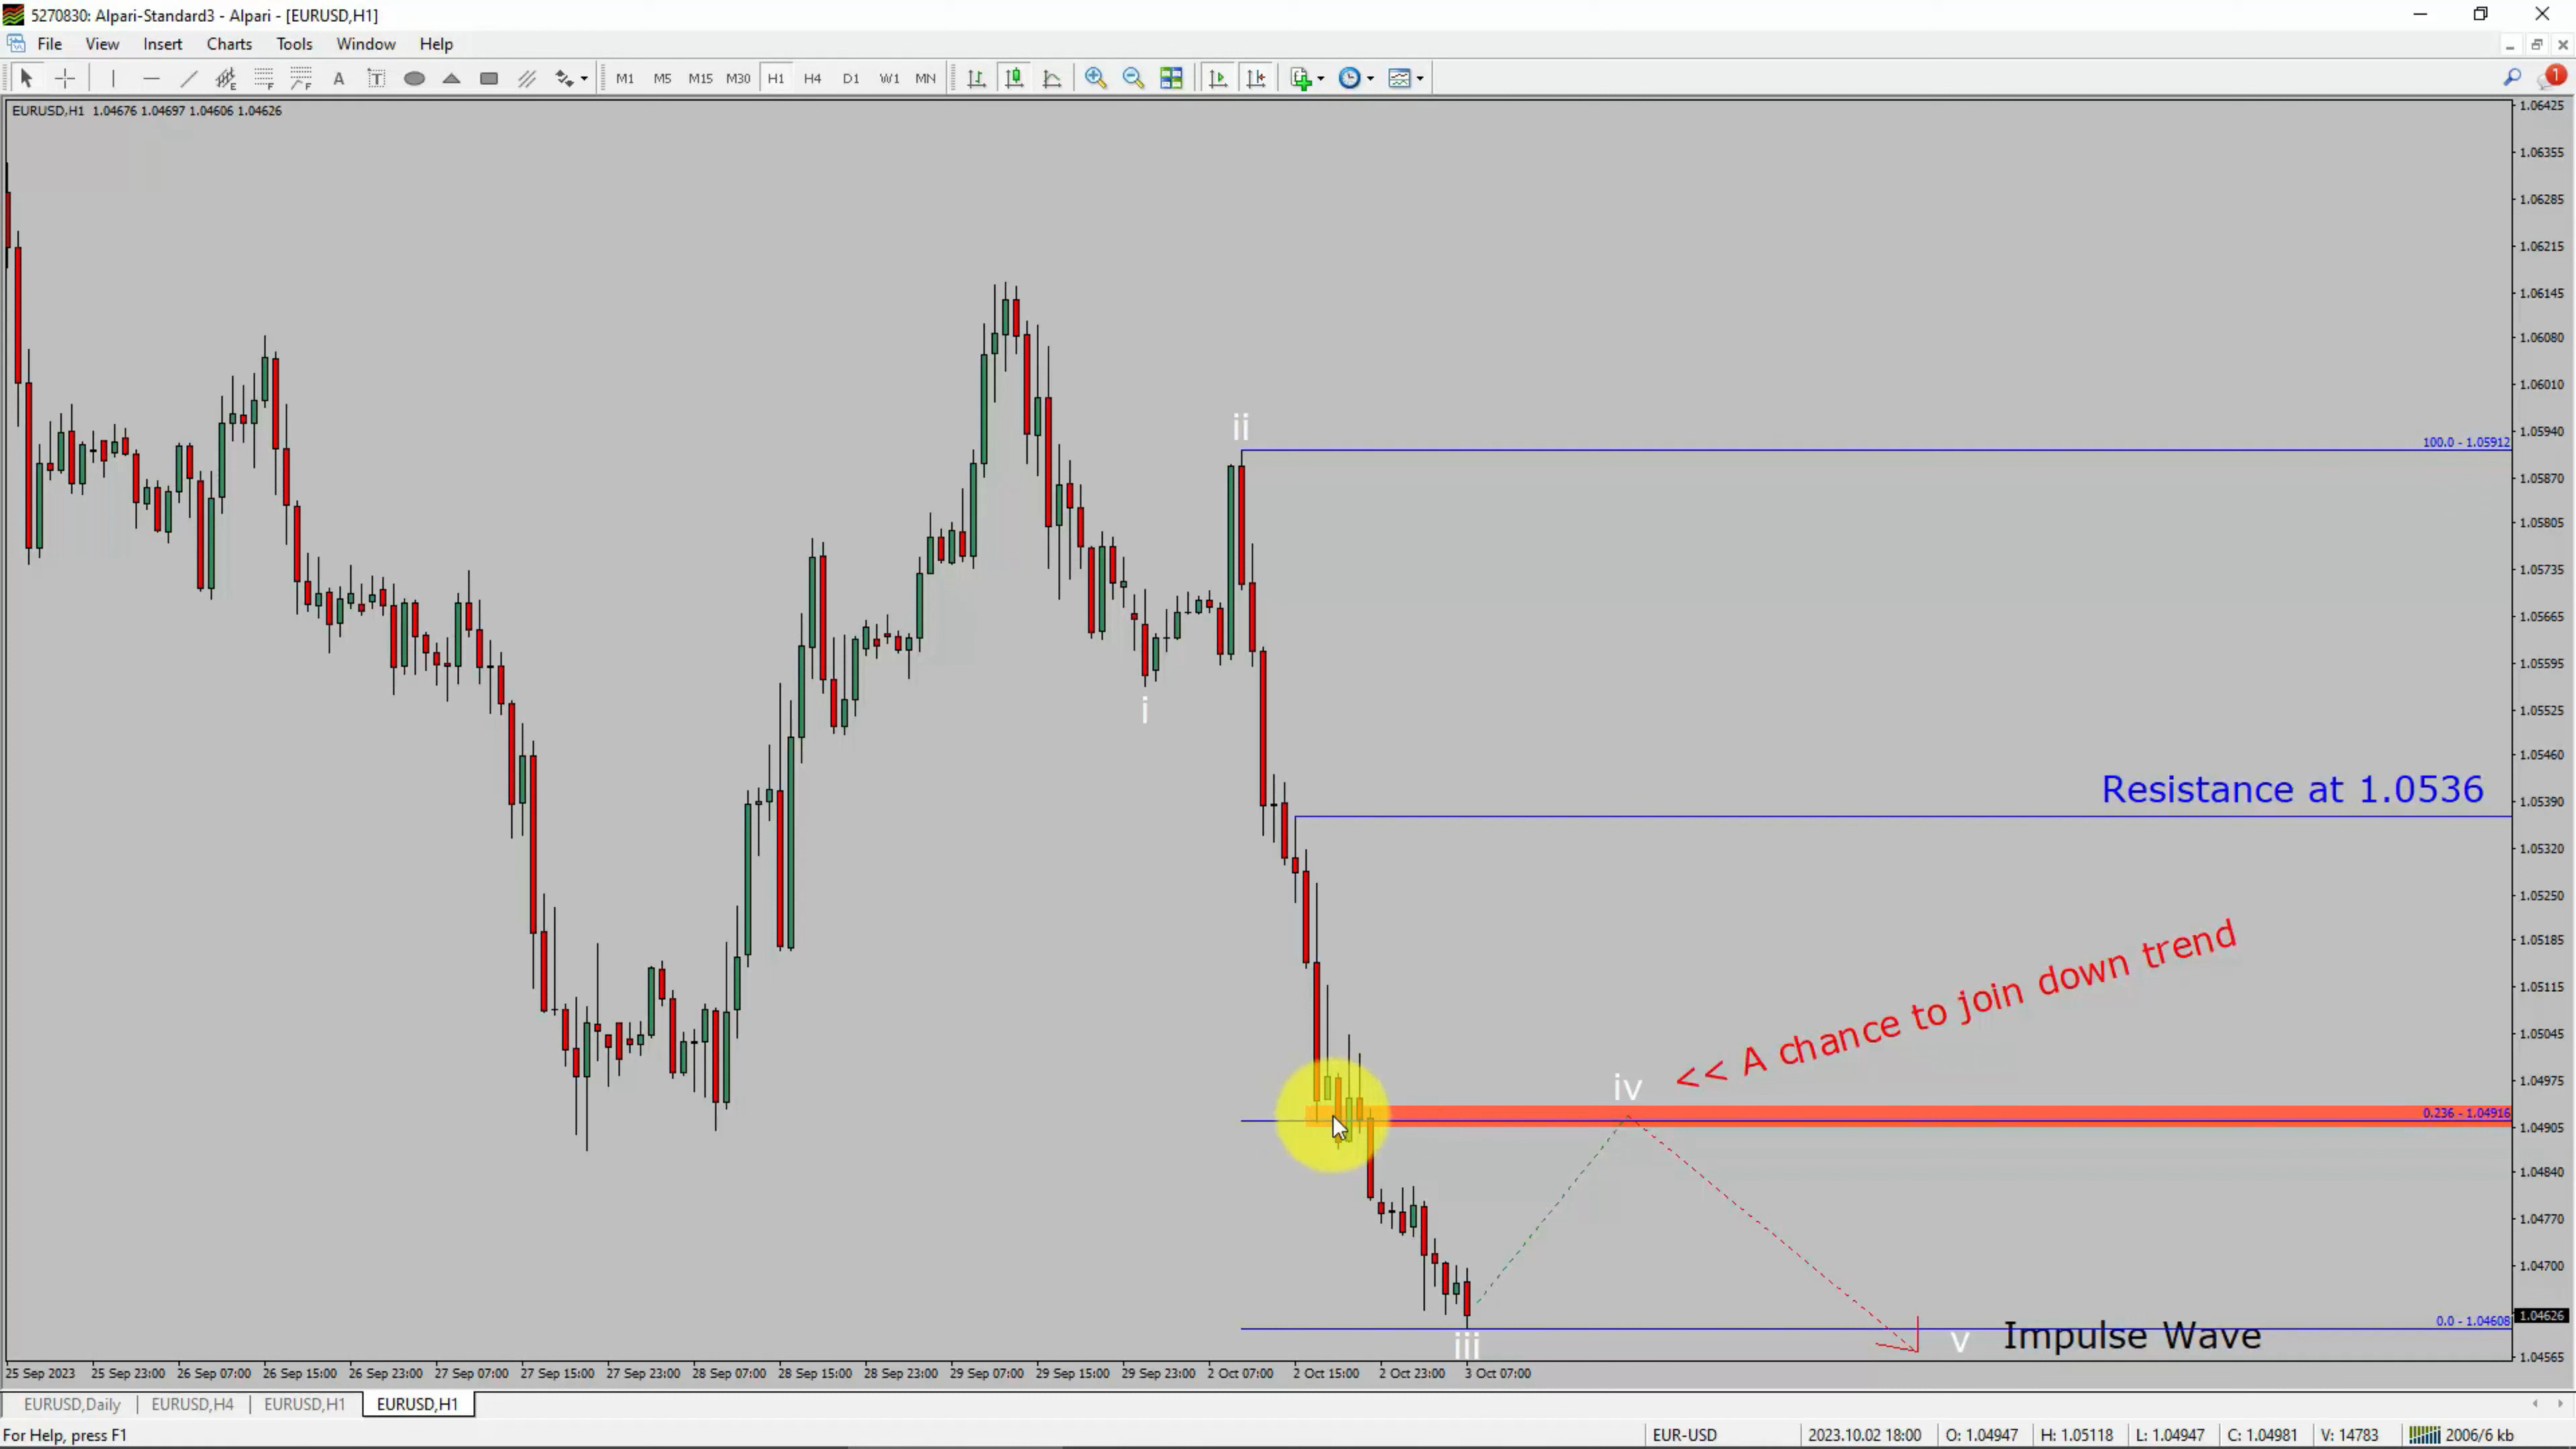 5270830: Alpari-Standard3 - Alpari - [EURUSD,H1]
File View Insert Charts Tools Window Help
A T M1 M5 M15 M30 H1 H4 D1 W1 MN 1
EURUSD,H1 1.04676 1.04697 1.04606 1.04626
1.06425
1.06355
1.06285
1.06215
1.06145
1.06080
1.06010
ii
1.05940
100.0 - 1.05912
1.05870
1.05805
1.05735
1.05665
1.05595
i
1.05525
1.05460
Resistance at 1.0536
1.05390
1.05320
1.05250
<< A chance to join down trend
1.05185
1.05115
1.05045
iv
1.04975
0.236 - 1.04916
1.04905
1.04840
1.04770
1.04700
1.04626
0.0 - 1.04608
iii
v Impulse Wave
1.04565
25 Sep 2023 25 Sep 23:00 26 Sep 07:00 26 Sep 15:00 26 Sep 23:00 27 Sep 07:00 27 Sep 15:00 27 Sep 23:00 28 Sep 07:00 28 Sep 15:00 28 Sep 23:00 29 Sep 07:00 29 Sep 15:00 29 Sep 23:00 2 Oct 07:00 2 Oct 15:00 2 Oct 23:00 3 Oct 07:00
EURUSD,Daily EURUSD,H4 EURUSD,H1 EURUSD,H1
For Help, press F1 EUR-USD 2023.10.02 18:00 O: 1.04947 H: 1.05118 L: 1.04947 C: 1.04981 V: 14783 2006/6 kb